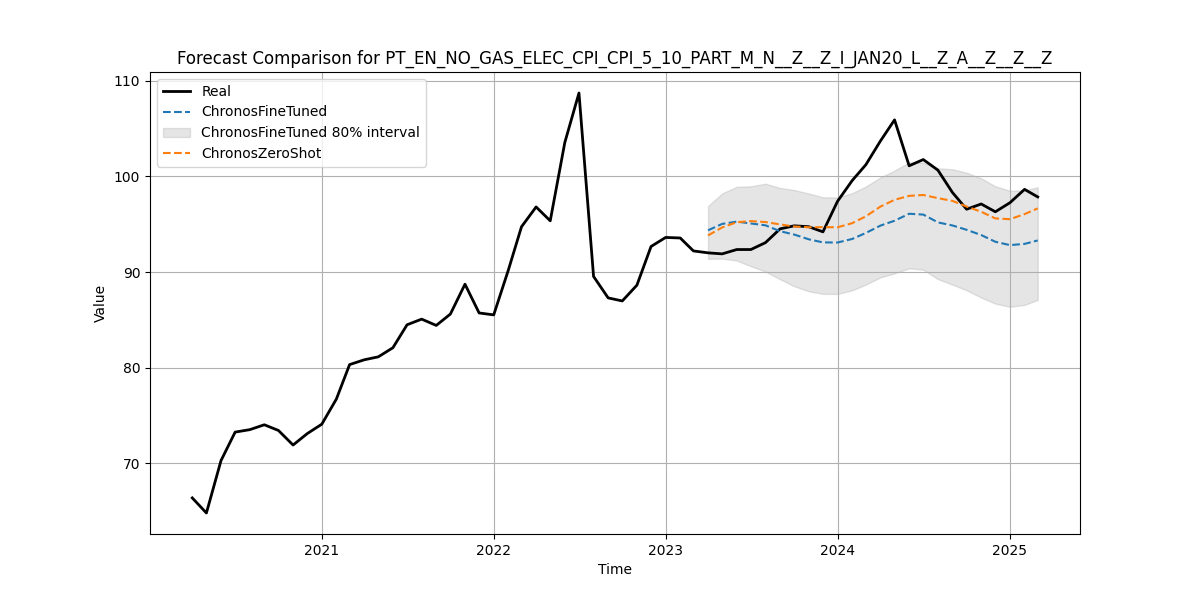 Forecast Comparison for PT_EN_NO_GAS_ELEC_CPI_CPI_5_10_PART_M_N__Z__Z_I_JAN20_L__Z_A__Z__Z__Z
Real
ChronosFineTuned
ChronosFineTuned 80% interval
ChronosZeroShot
110
100
90
80
70
Value
2021
2022
2023
2024
2025
Time